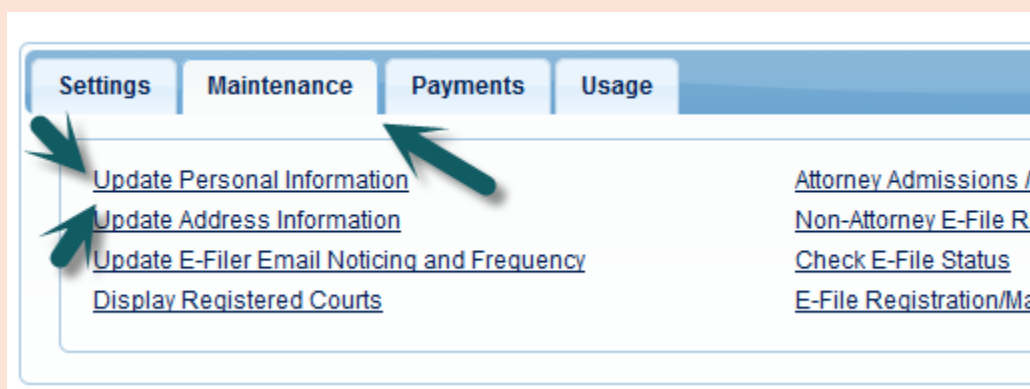 Settings Maintenance Payments Usage
Update Personal Information
Update Address Information
Update E-Filer Email Noticing and Frequency
Display Registered Courts
Attorney Admissions /
Non-Attorney E-File R
Check E-File Status
E-File Registration/Ma